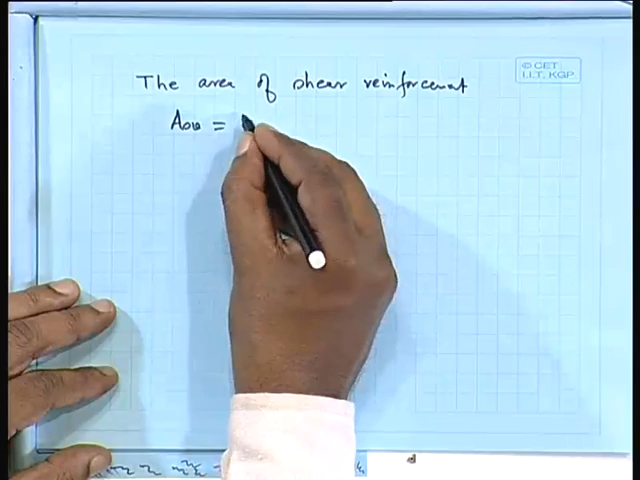 © CET
I.I.T. KGP
The area of shear reinforcement
Asv =